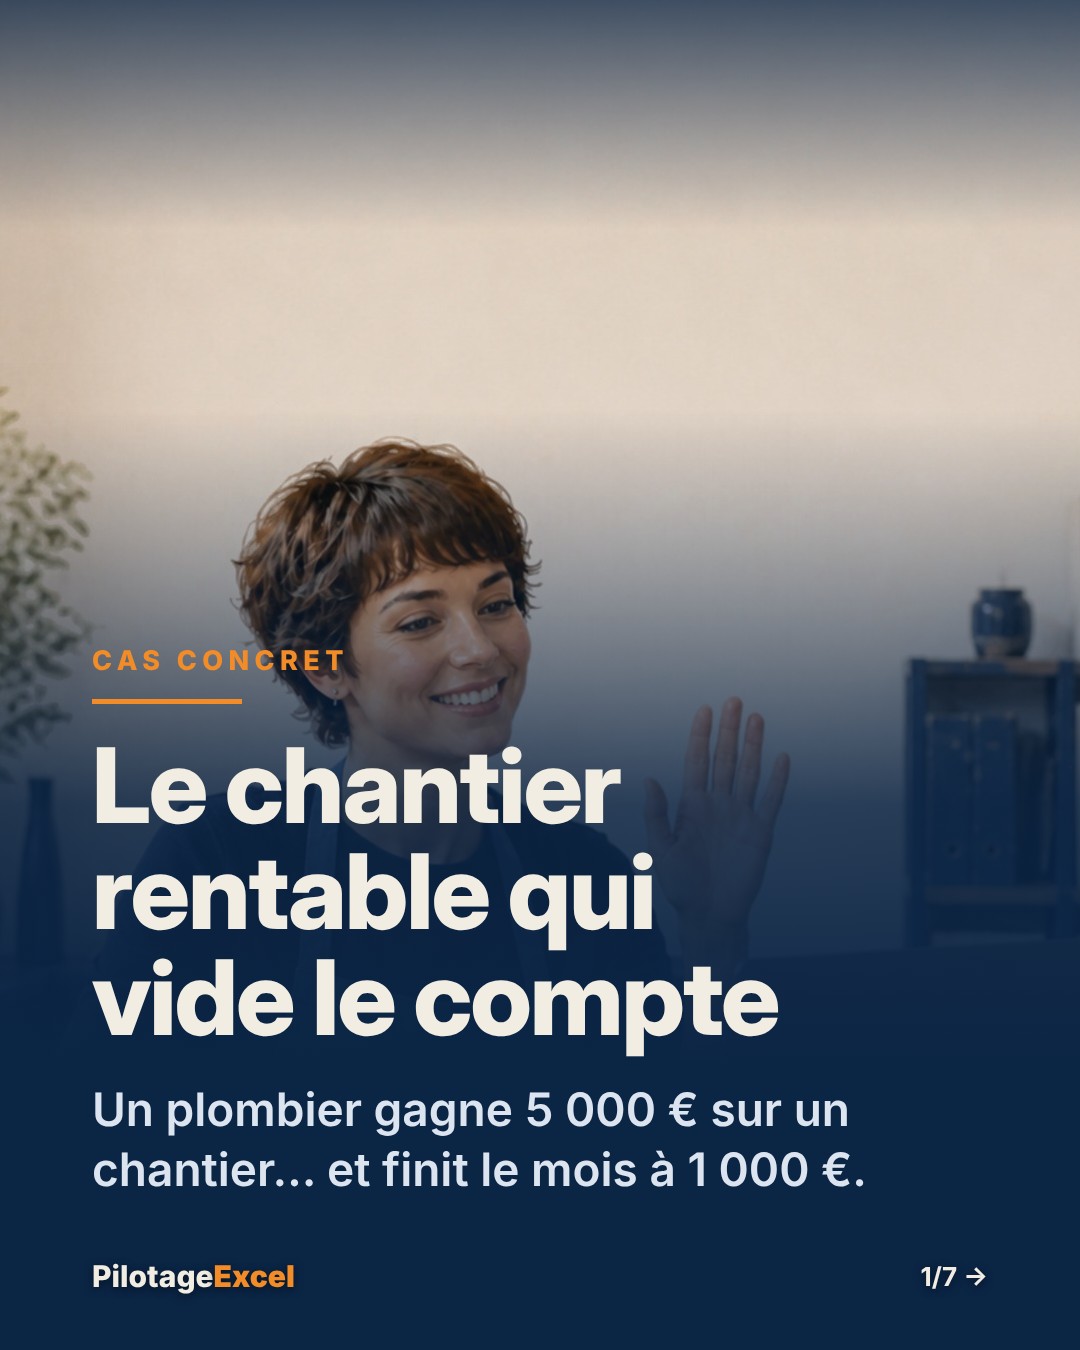 CAS CONCRET
Le chantier
rentable qui
vide le compte
Un plombier gagne 5 000 € sur un
chantier… et finit le mois à 1 000 €.
PilotageExcel
1/7 →